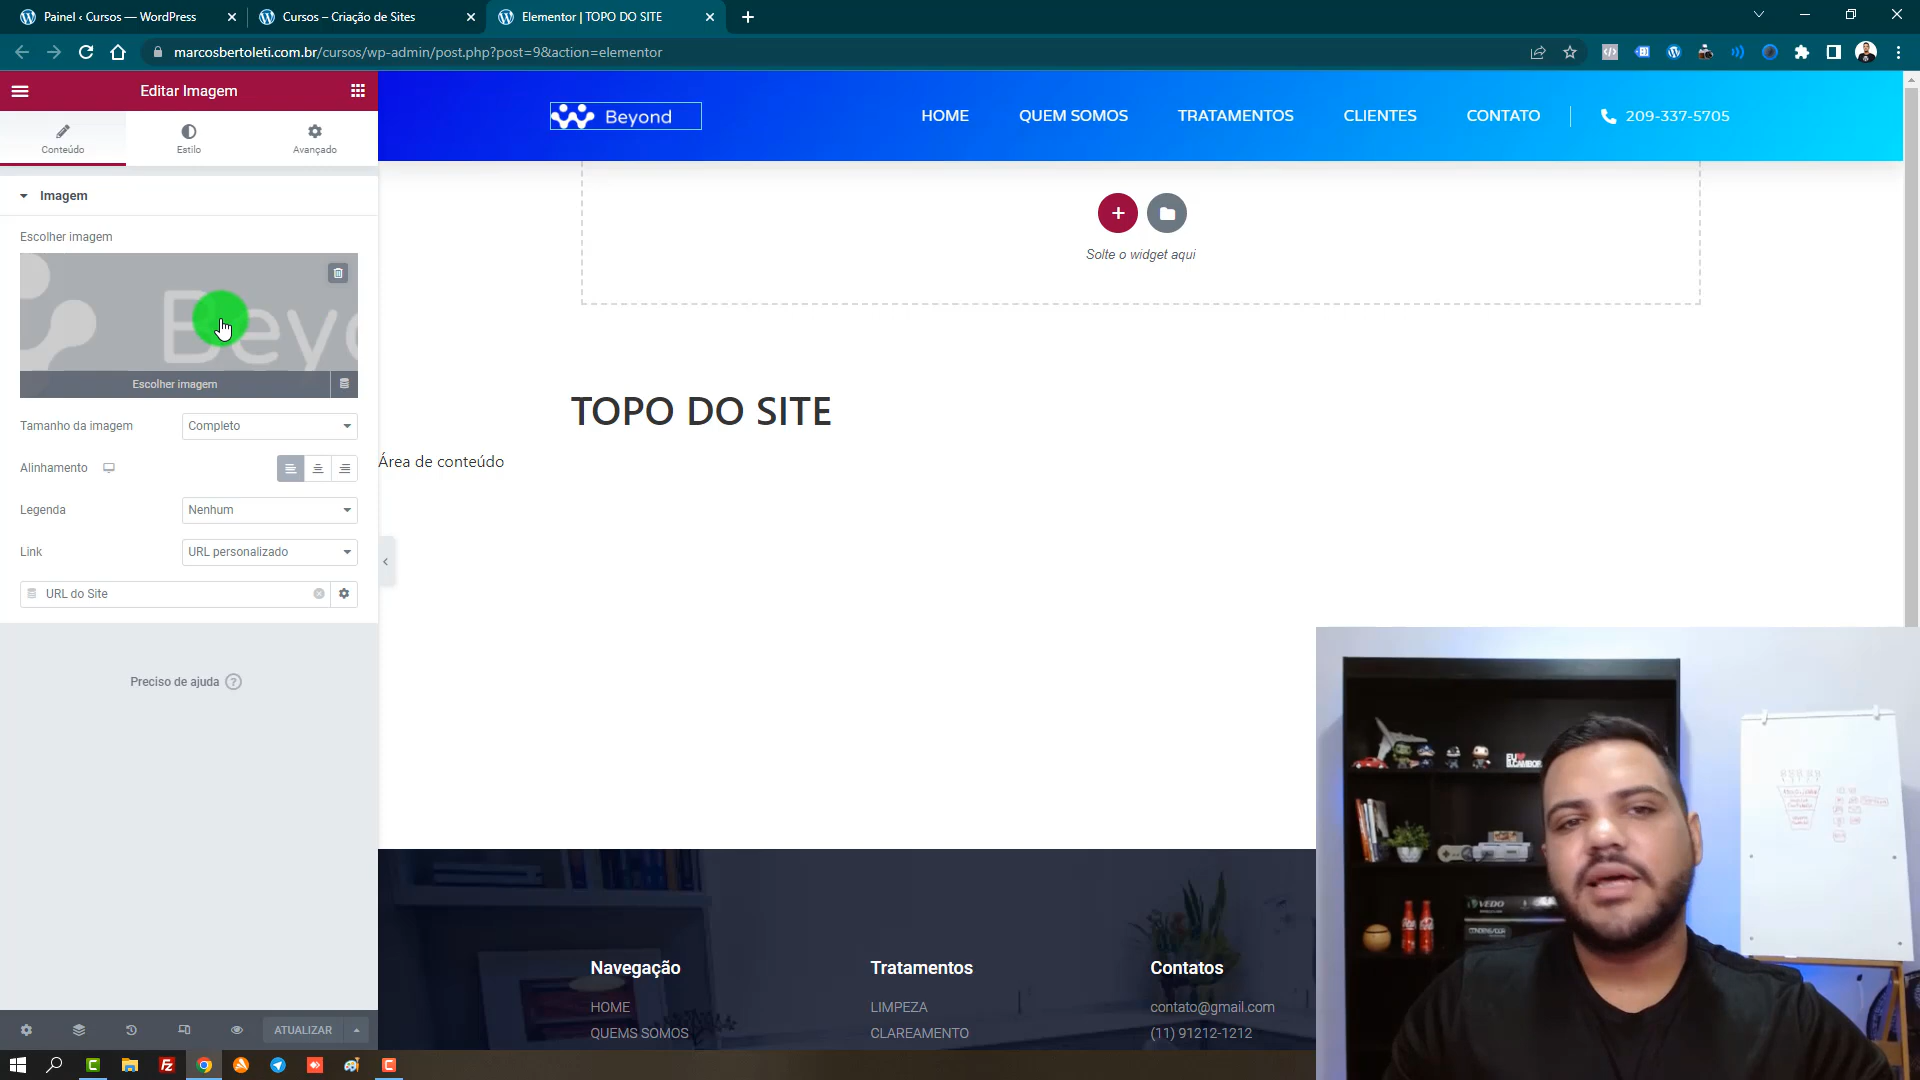 Painel ‹ Cursos — WordPress
Cursos – Criação de Sites
Elementor | TOPO DO SITE
marcosbertoleti.com.br/cursos/wp-admin/post.php?post=9&action=elementor
Editar Imagem
Conteúdo
Estilo
Avançado
Imagem
Escolher imagem
Beyo
Escolher imagem
Tamanho da imagem
Completo
Alinhamento
Legenda
Nenhum
Link
URL personalizado
URL do Site
Preciso de ajuda
ATUALIZAR
Beyond
HOME
QUEM SOMOS
TRATAMENTOS
CLIENTES
CONTATO
209-337-5705
Solte o widget aqui
TOPO DO SITE
Área de conteúdo
Navegação
HOME
QUEMS SOMOS
Tratamentos
LIMPEZA
CLAREAMENTO
Contatos
contato@gmail.com
(11) 91212-1212